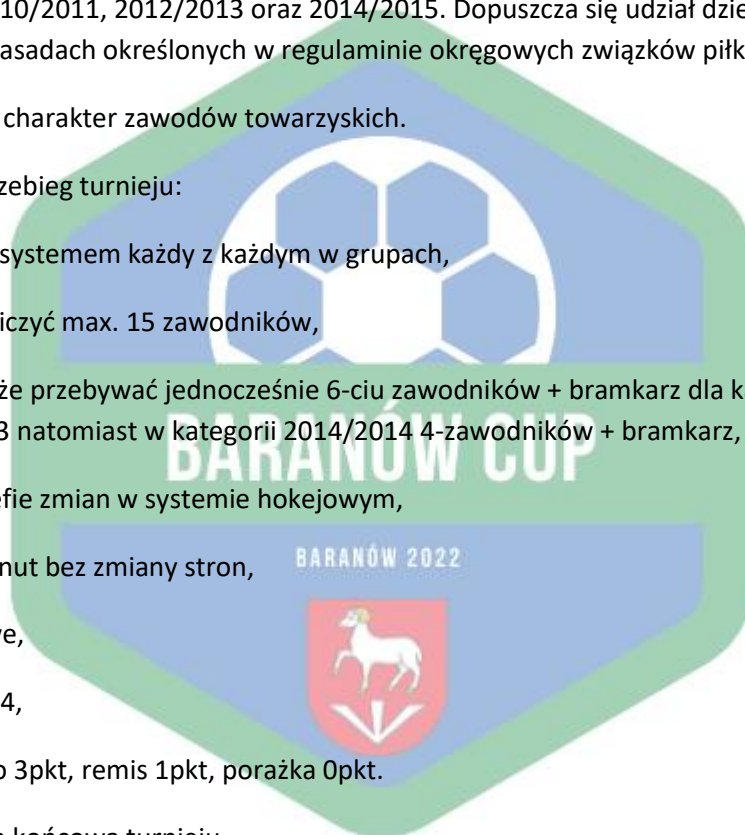 10/2011, 2012/2013 oraz 2014/2015. Dopuszcza się udział dzie
asadach określonych w regulaminie okręgowych związków piłk
charakter zawodów towarzyskich.
zebieg turnieju:
systemem każdy z każdym w grupach,
iczyć max. 15 zawodników,
że przebywać jednocześnie 6-ciu zawodników + bramkarz dla k
3 natomiast w kategorii 2014/2014 4-zawodników + bramkarz,
BARANÓW CUP
efie zmian w systemie hokejowym,
nut bez zmiany stron,
BARANÓW 2022
e,
4,
o 3pkt, remis 1pkt, porażka 0pkt.
końcowa turnieju